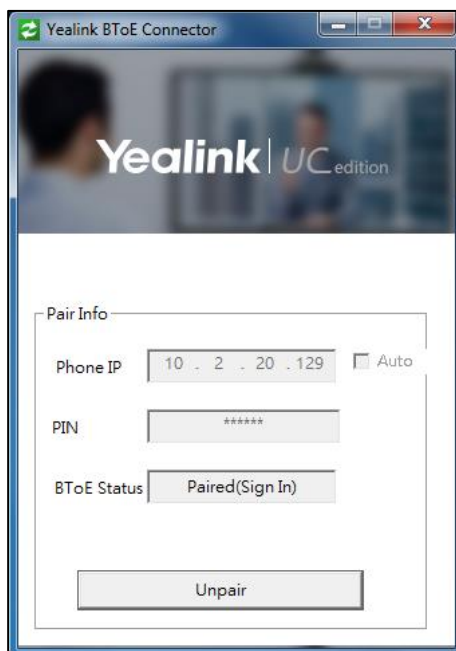 Yealink BToE Connector
Yealink | UC edition
Pair Info
Phone IP 10 . 2 . 20 . 129 Auto
PIN ******
BToE Status Paired(Sign In)
Unpair